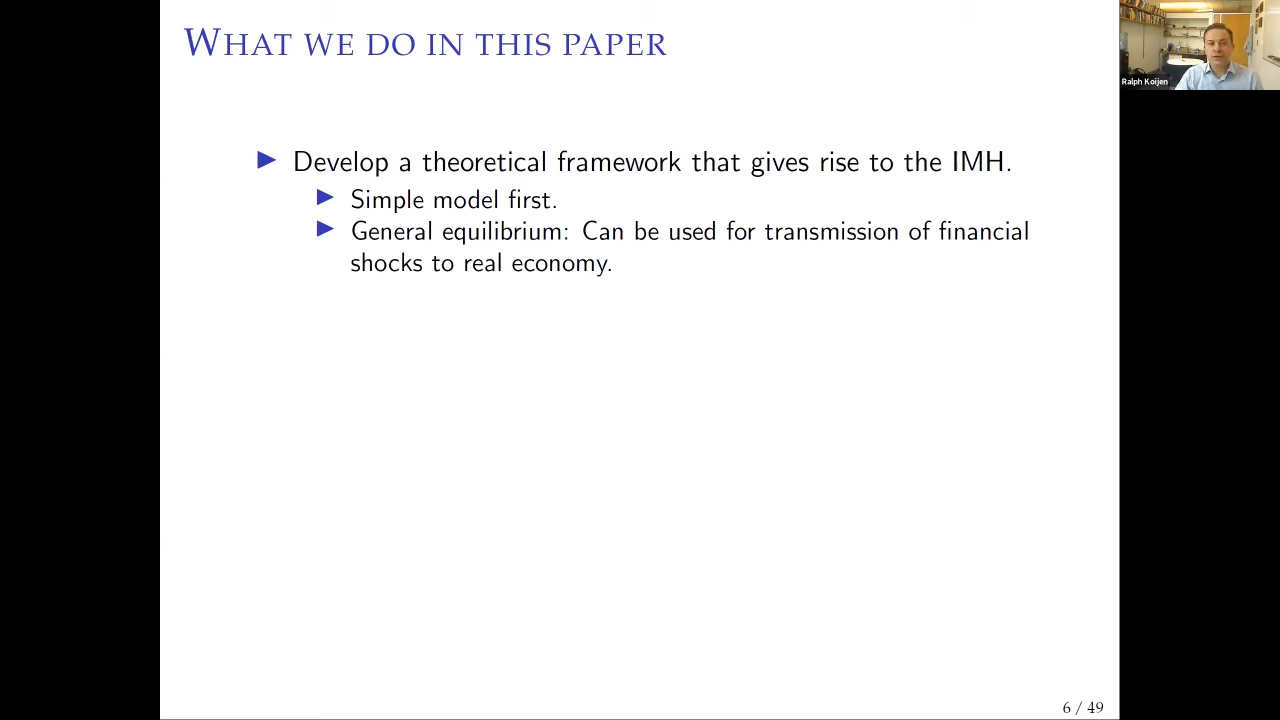 WHAT WE DO IN THIS PAPER
Ralph Koijen
Develop a theoretical framework that gives rise to the IMH.
Simple model first.
General equilibrium: Can be used for transmission of financial
shocks to real economy.
6 / 49